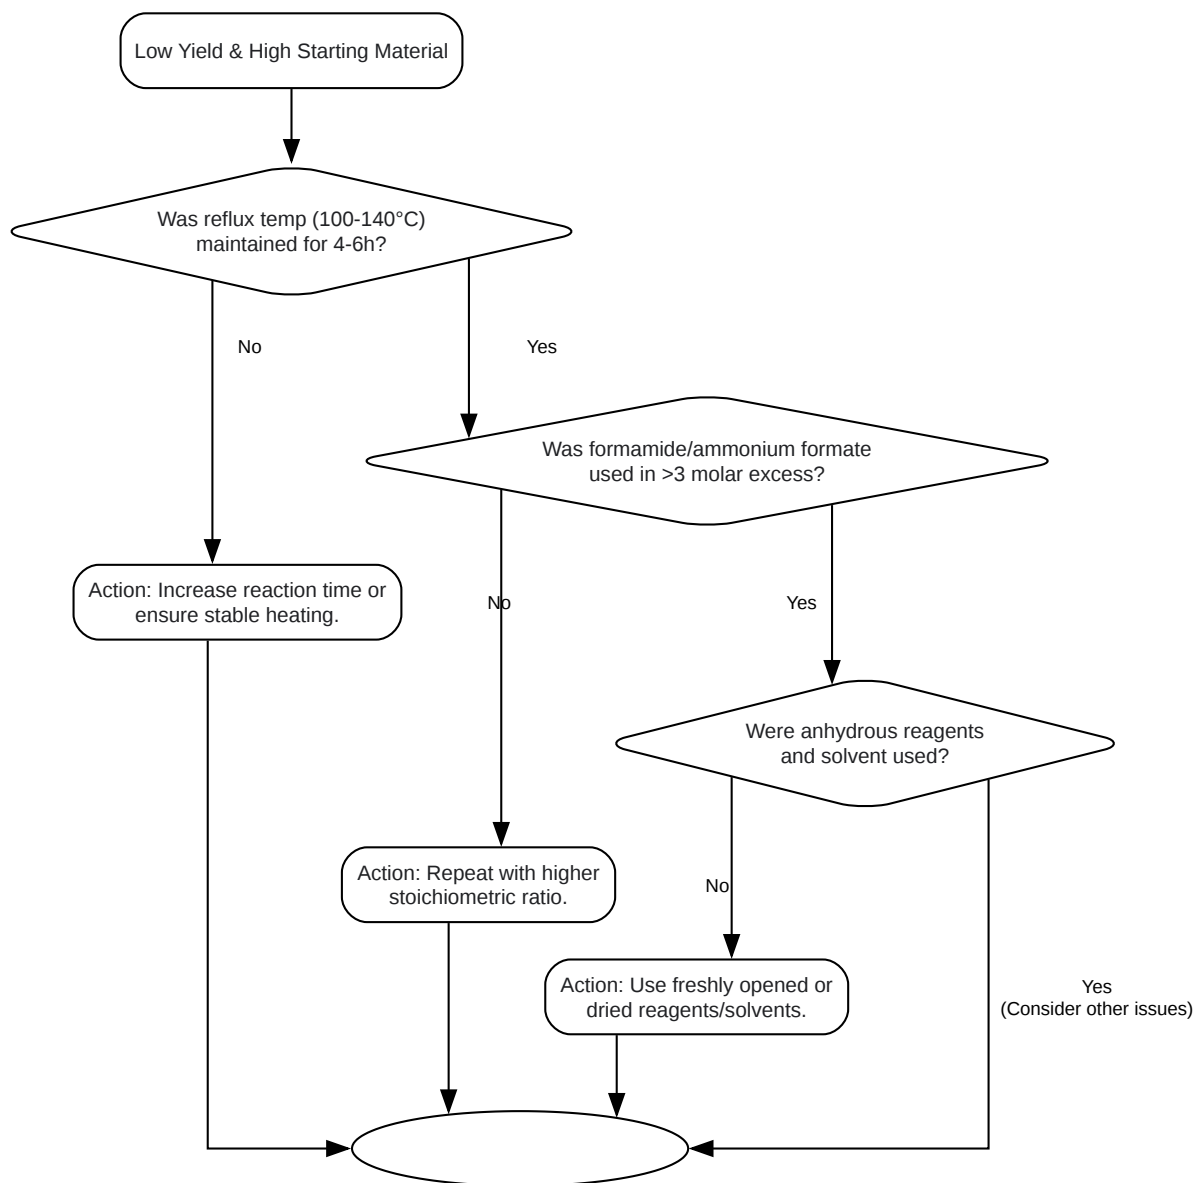 Low Yield & High Starting Material
Was reflux temp (100-140°C)
maintained for 4-6h?
No
Yes
Was formamide/ammonium formate
used in >3 molar excess?
Action: Increase reaction time or
ensure stable heating.
No
Yes
Were anhydrous reagents
and solvent used?
Action: Repeat with higher
stoichiometric ratio.
No
Action: Use freshly opened or
dried reagents/solvents.
Yes
(Consider other issues)